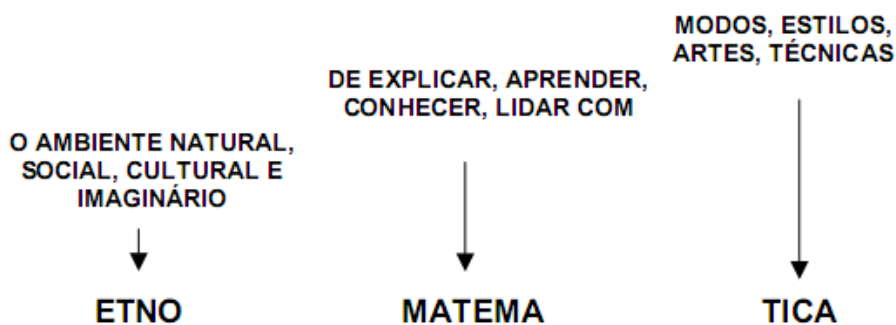 MODOS, ESTILOS,
ARTES, TÉCNICAS
DE EXPLICAR, APRENDER,
CONHECER, LIDAR COM
O AMBIENTE NATURAL,
SOCIAL, CULTURAL E
IMAGINÁRIO
ETNO
MATEMA
TICA